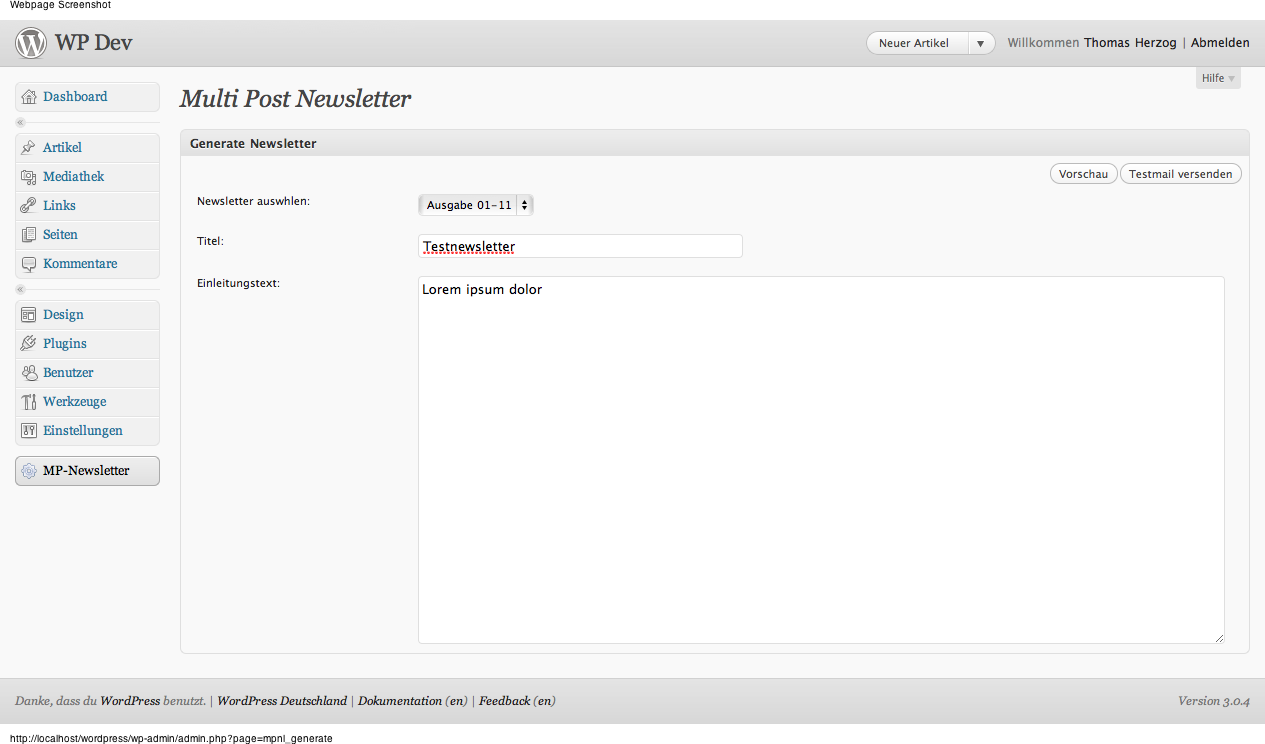 Webpage Screenshot
WP Dev
Neuer Artikel ▼
Willkommen Thomas Herzog | Abmelden
Hilfe
Dashboard
Artikel
Mediathek
Links
Seiten
Kommentare
Design
Plugins
Benutzer
Werkzeuge
Einstellungen
MP-Newsletter
Multi Post Newsletter
Generate Newsletter
Vorschau
Testmail versenden
Newsletter auswhlen:
Ausgabe 01-11
Titel:
Testnewsletter
Einleitungstext:
Lorem ipsum dolor
Danke, dass du WordPress benutzt. | WordPress Deutschland | Dokumentation (en) | Feedback (en)
Version 3.0.4
http://localhost/wordpress/wp-admin/admin.php?page=mpnl_generate